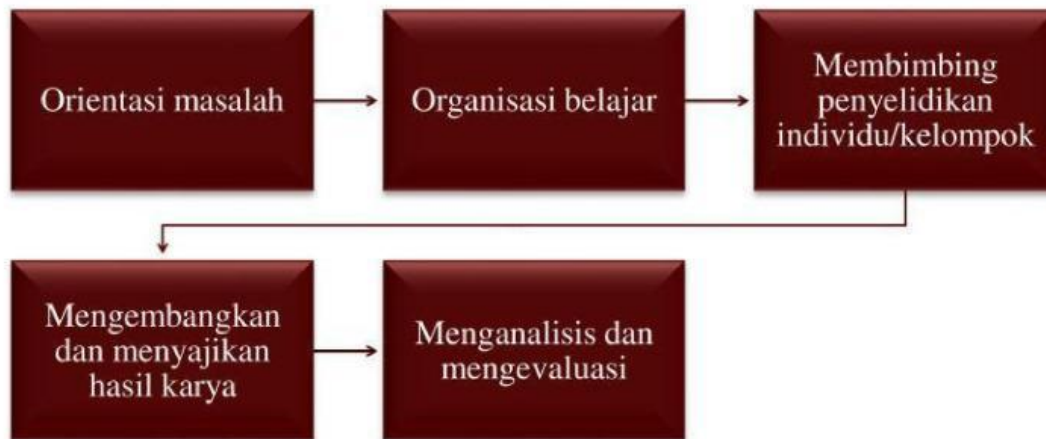 Orientasi masalah
Organisasi belajar
Membimbing
penyelidikan
individu/kelompok
Mengembangkan
dan menyajikan
hasil karya
Menganalisis dan
mengevaluasi